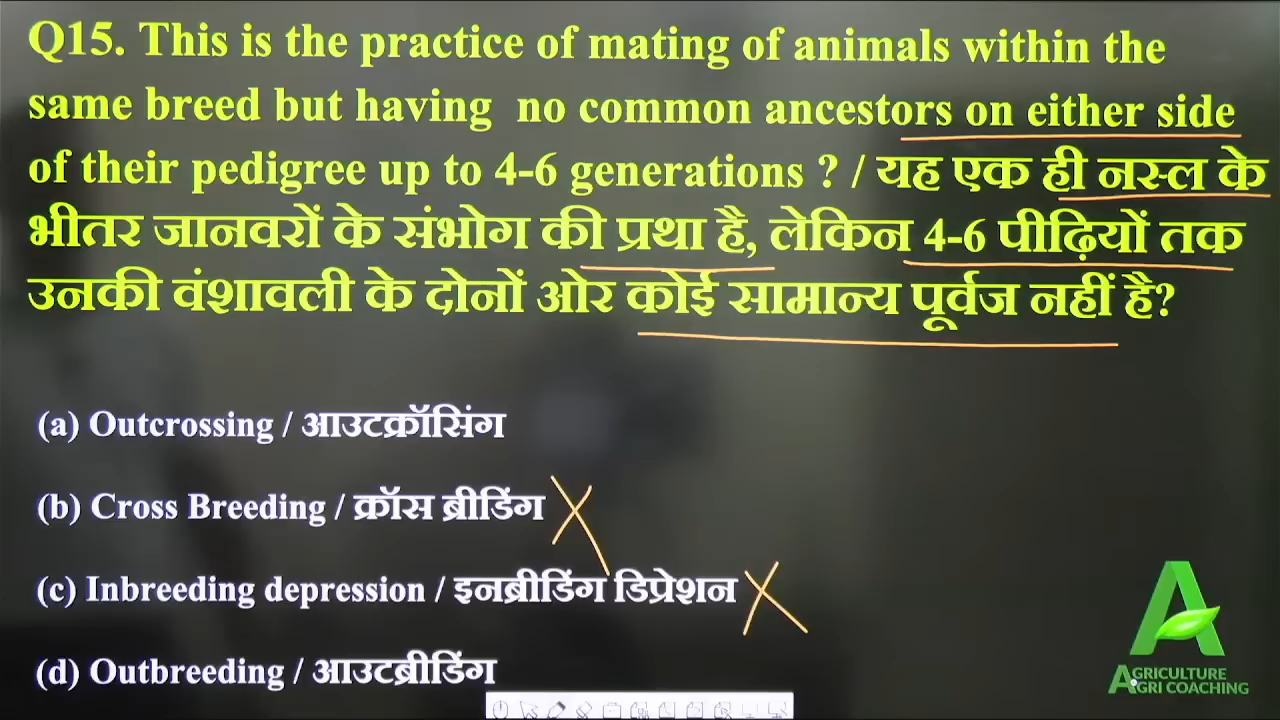 Q15. This is the practice of mating of animals within the
same breed but having no common ancestors on either side
of their pedigree up to 4-6 generations ? / यह एक ही नस्ल के
भीतर जानवरों के संभोग की प्रथा है, लेकिन 4-6 पीढ़ियों तक
उनकी वंशावली के दोनों ओर कोई सामान्य पूर्वज नहीं है?
(a) Outcrossing / आउटक्रॉसिंग
(b) Cross Breeding / क्रॉस ब्रीडिंग
(c) Inbreeding depression / इनब्रीडिंग डिप्रेशन
(d) Outbreeding / आउटब्रीडिंग
AGRICULTURE
AGRI COACHING